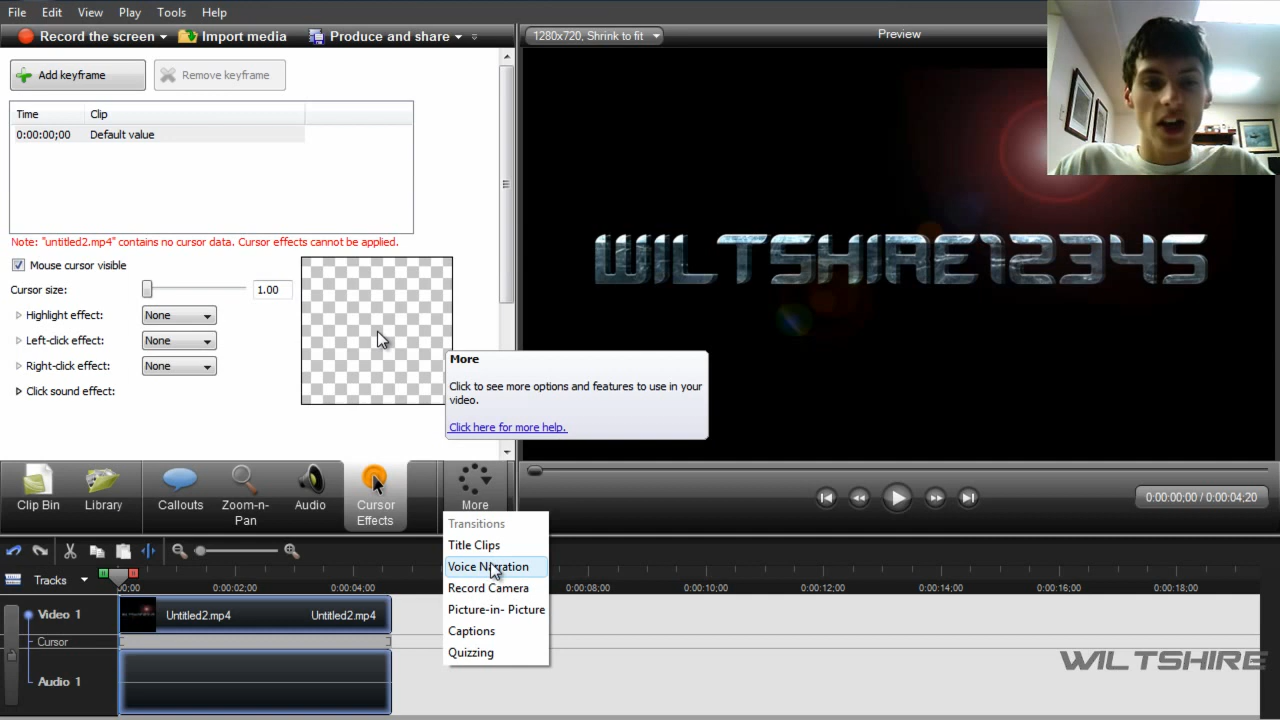 File Edit View Play Tools Help
Record the screen Import media Produce and share
1280x720, Shrink to fit Preview
Add keyframe Remove keyframe
Time Clip
0:00:00;00 Default value
Note: "untitled2.mp4" contains no cursor data. Cursor effects cannot be applied.
Mouse cursor visible
Cursor size: 1.00
Highlight effect: None
Left-click effect: None
Right-click effect: None
Click sound effect:
WILTSHIRE12345
More
Click to see more options and features to use in your
video.
Click here for more help.
Clip Bin Library Callouts Zoom-n-Pan Audio Cursor Effects More
0:00:00;00 / 0:00:04;20
Transitions
Title Clips
Voice Narration
Record Camera
Picture-in- Picture
Captions
Quizzing
Tracks
00;00 0:00:02;00 0:00:04;00 0:00:08;00 0:00:10;00 0:00:12;00 0:00:14;00 0:00:16;00 0:00:18;00
Video 1 Untitled2.mp4 Untitled2.mp4
Cursor
Audio 1
WILTSHIRE